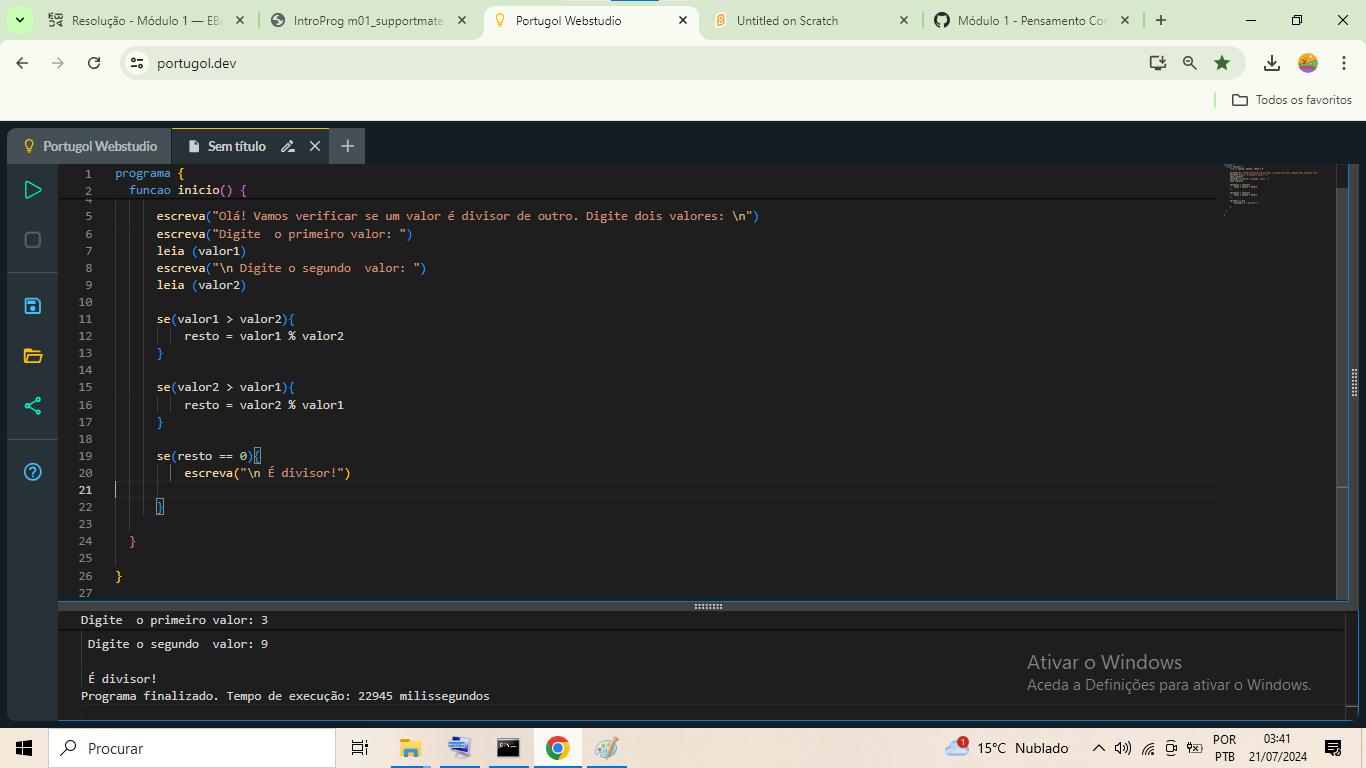 Resolução - Módulo 1 — EBA
IntroProg m01_supportmate
Portugol Webstudio
Untitled on Scratch
Módulo 1 - Pensamento Co
portugol.dev
Todos os favoritos
Portugol Webstudio
Sem título
1 programa {
2 funcao inicio() {
4
5 escreva("Olá! Vamos verificar se um valor é divisor de outro. Digite dois valores: \n")
6 escreva("Digite  o primeiro valor: ")
7 leia (valor1)
8 escreva("\n Digite o segundo  valor: ")
9 leia (valor2)
10
11 se(valor1 > valor2){
12 resto = valor1 % valor2
13 }
14
15 se(valor2 > valor1){
16 resto = valor2 % valor1
17 }
18
19 se(resto == 0){
20 escreva("\n É divisor!")
21
22 }
23
24 }
25
26 }
27
Digite  o primeiro valor: 3
Digite o segundo  valor: 9
É divisor!
Programa finalizado. Tempo de execução: 22945 milissegundos
Ativar o Windows
Aceda a Definições para ativar o Windows.
Procurar
1
15°C Nublado
POR
PTB
03:41
21/07/2024